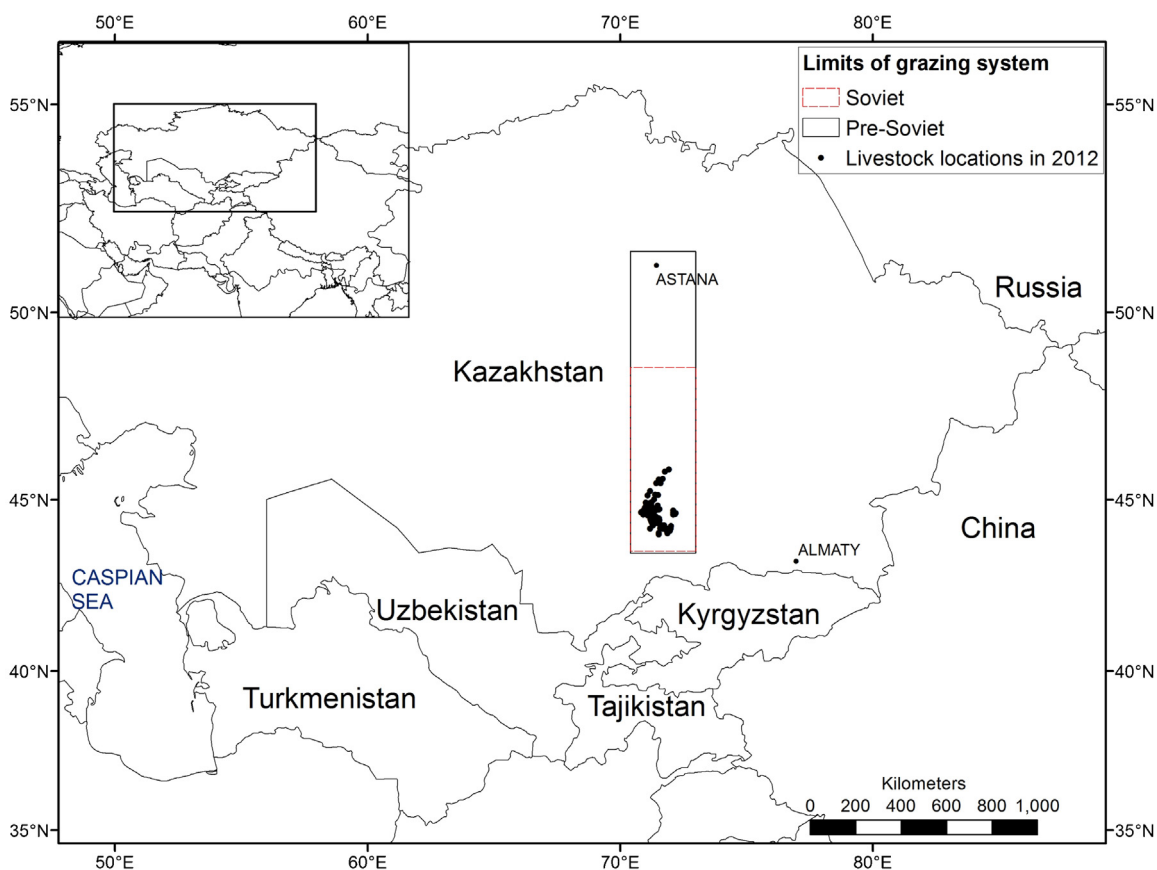 50°E 60°E 70°E 80°E
Limits of grazing system
Soviet
Pre-Soviet
Livestock locations in 2012
55°N 55°N
ASTANA
Russia
50°N 50°N
Kazakhstan
45°N 45°N
China
ALMATY
CASPIAN
SEA
Uzbekistan
Kyrgyzstan
40°N 40°N
Turkmenistan
Tajikistan
Kilometers
0 200 400 600 800 1,000
35°N 35°N
50°E 60°E 70°E 80°E